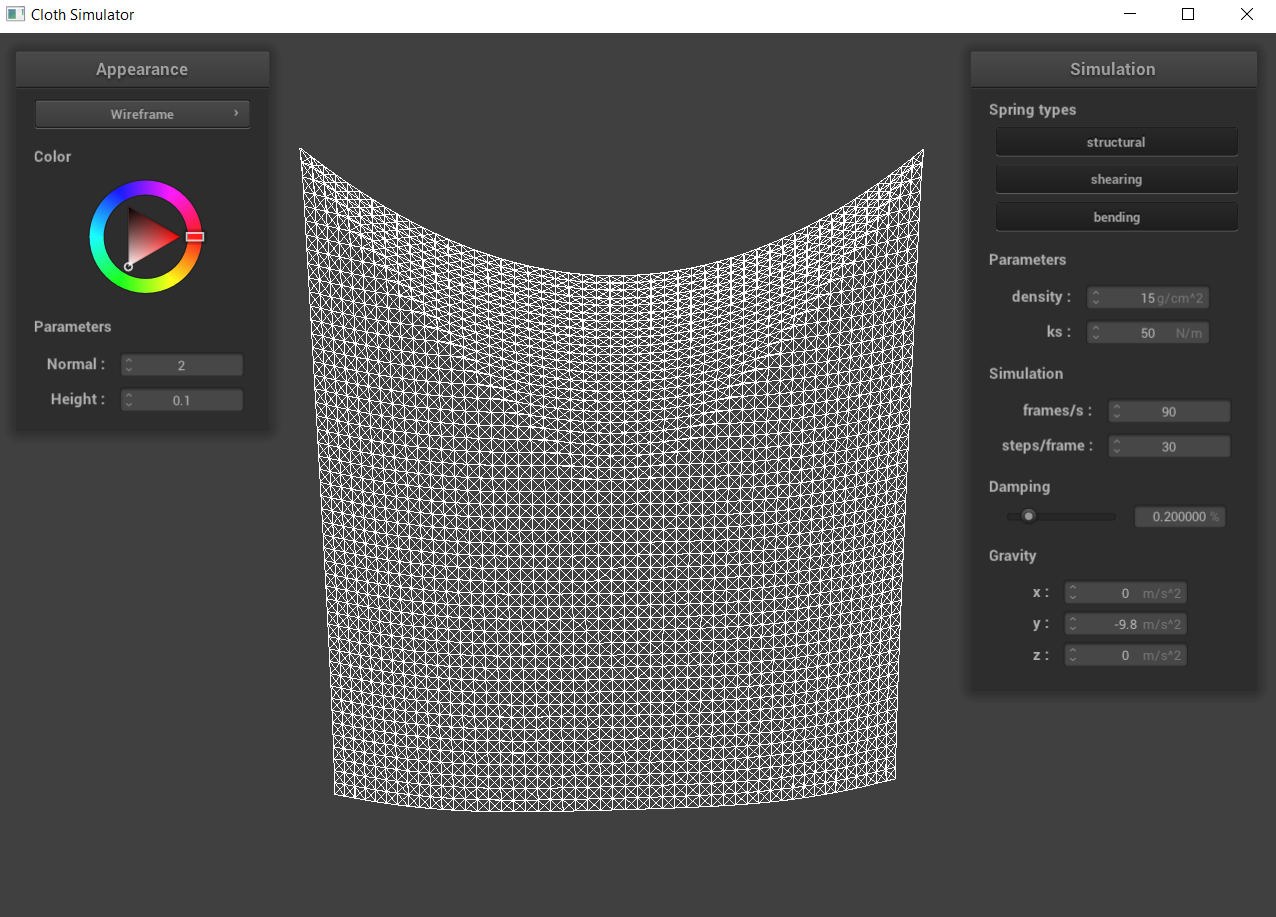 Cloth Simulator
Appearance
Wireframe
Color
Parameters
Normal : 2
Height : 0.1
Simulation
Spring types
structural
shearing
bending
Parameters
density : 15 g/cm^2
ks : 50 N/m
Simulation
frames/s : 90
steps/frame : 30
Damping
0.200000 %
Gravity
x : 0 m/s^2
y : -9.8 m/s^2
z : 0 m/s^2